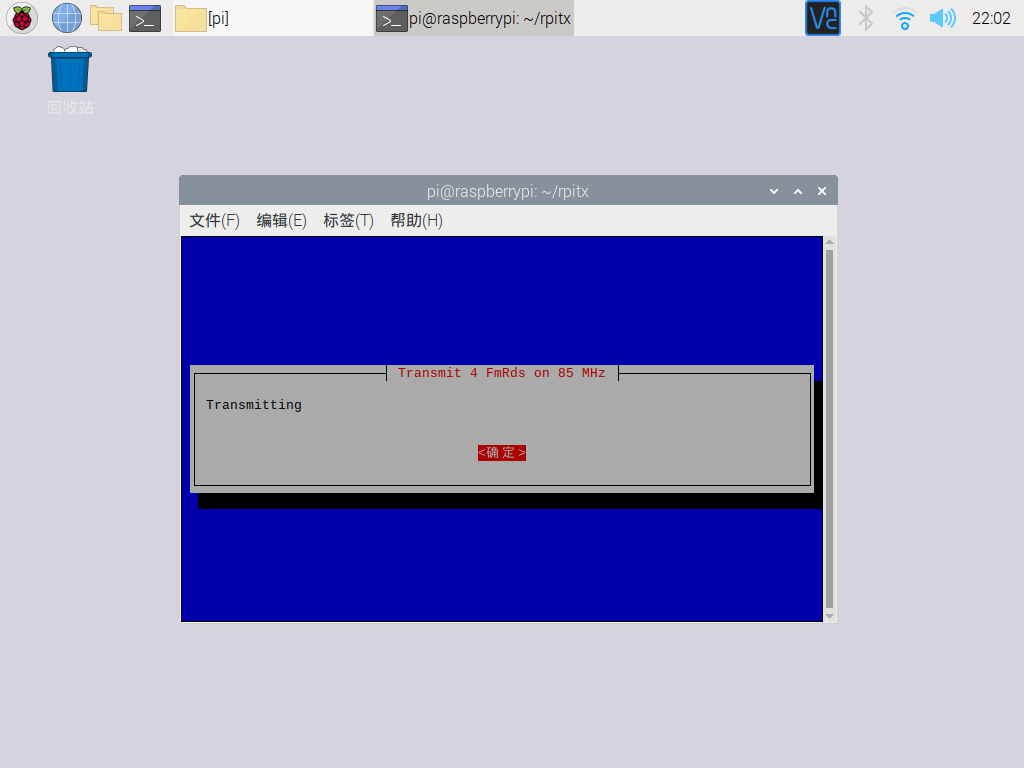 [pi]
pi@raspberrypi: ~/rpitx
22:02
回收站
pi@raspberrypi: ~/rpitx
文件(F) 编辑(E) 标签(T) 帮助(H)
Transmit 4 FmRds on 85 MHz
Transmitting
<确定>